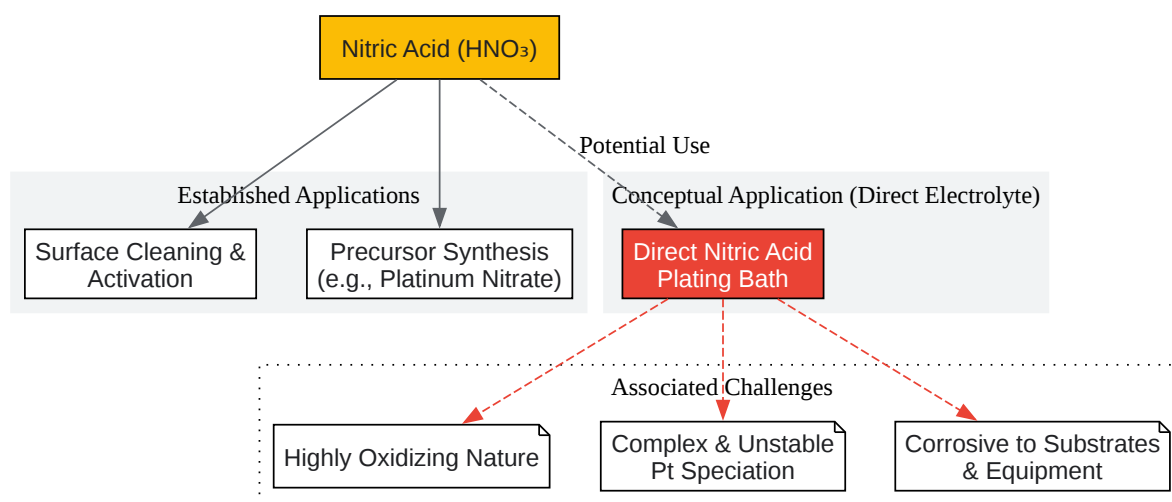 Nitric Acid (HNO₃)
Potential Use
Established Applications
Conceptual Application (Direct Electrolyte)
Surface Cleaning &
Activation
Precursor Synthesis
(e.g., Platinum Nitrate)
Direct Nitric Acid
Plating Bath
Associated Challenges
Highly Oxidizing Nature
Complex & Unstable
Pt Speciation
Corrosive to Substrates
& Equipment